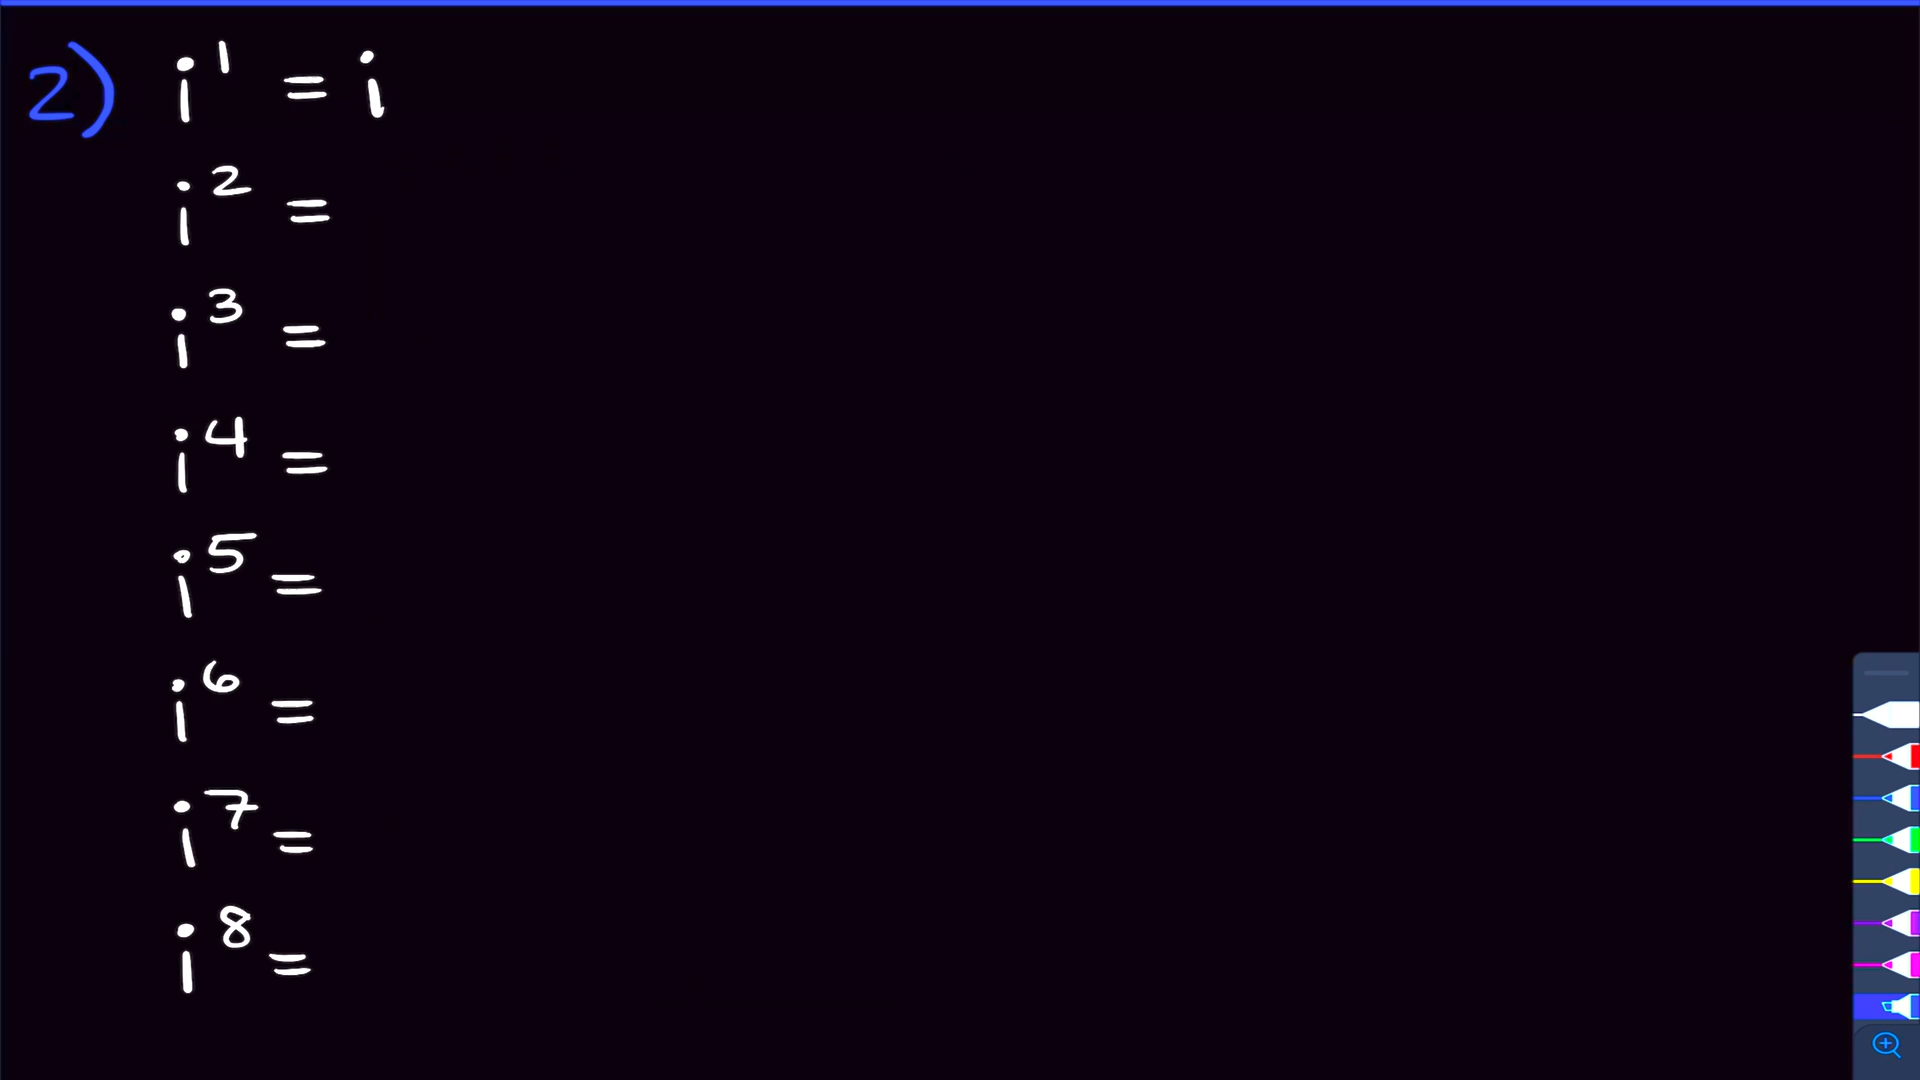 2) i¹ = i
i² =
i³ =
i⁴ =
i⁵ =
i⁶ =
i⁷ =
i⁸ =